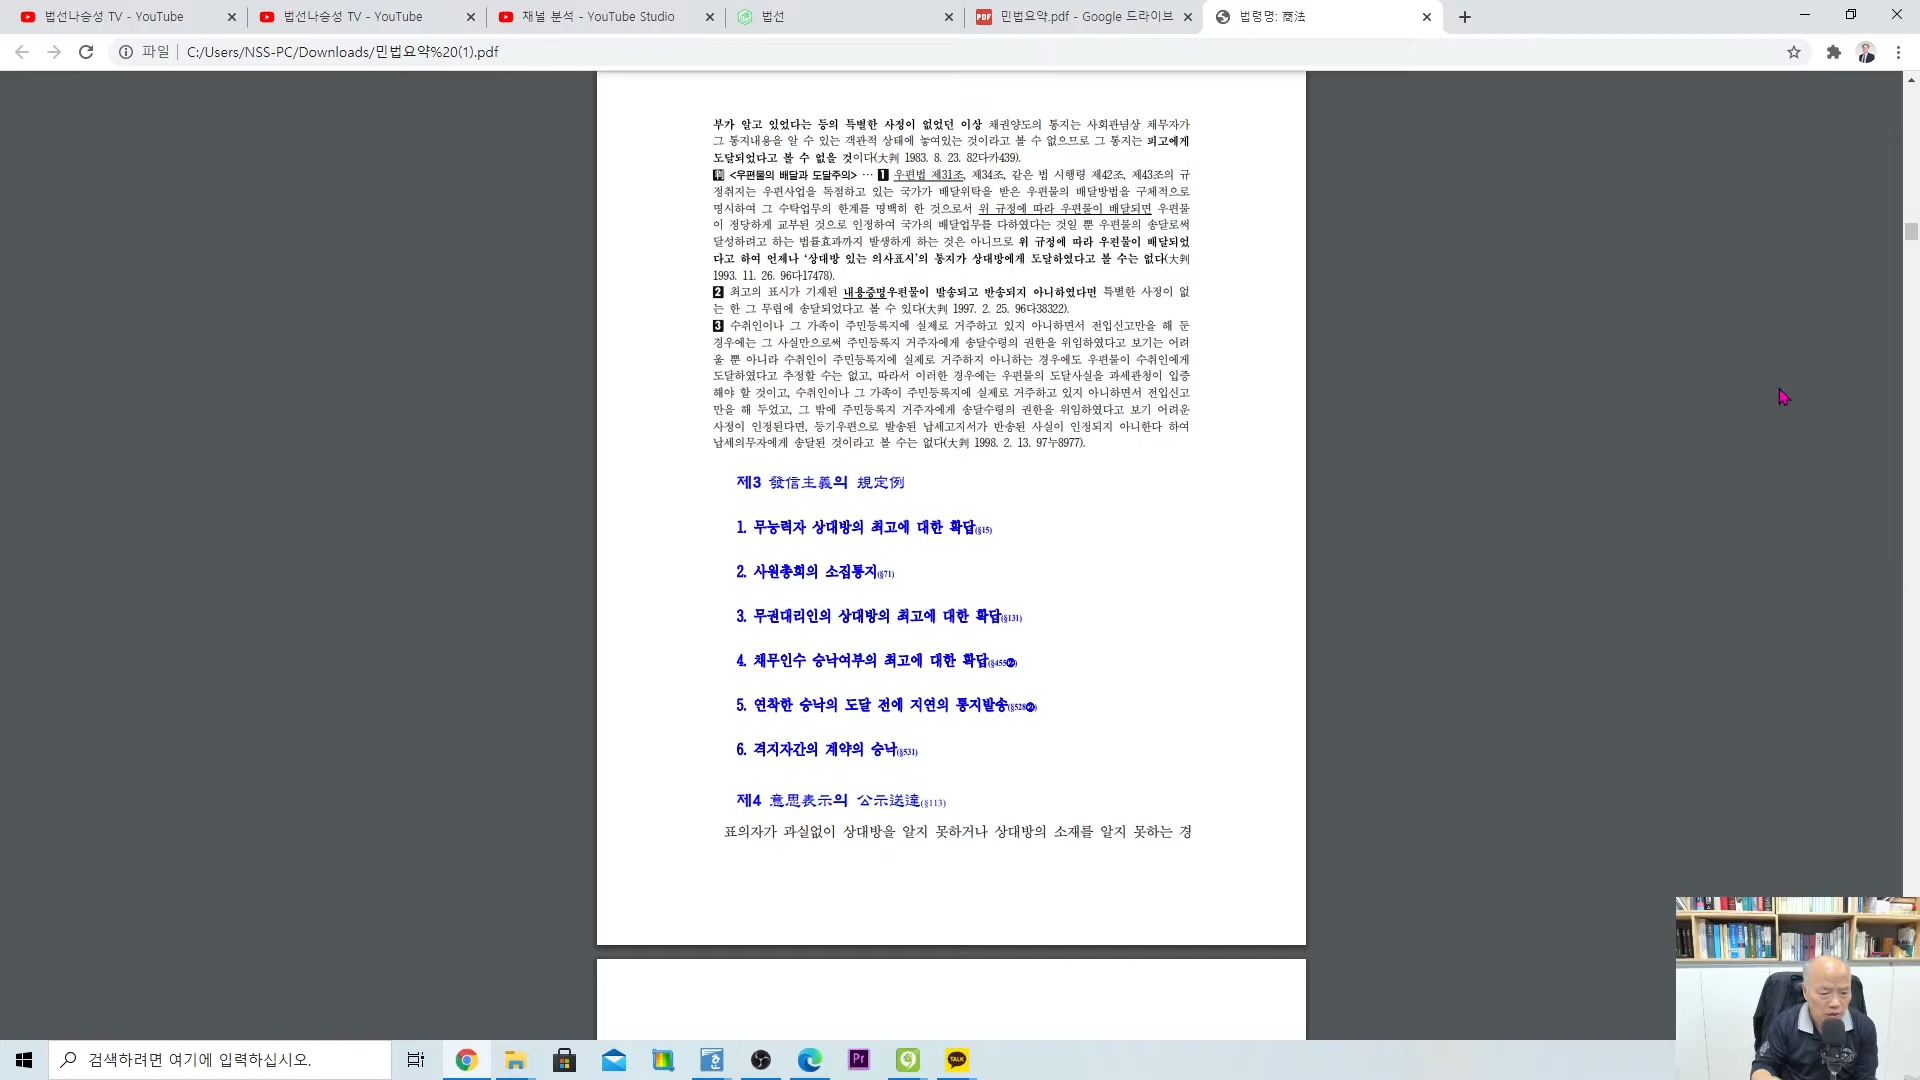 법선나승성 TV - YouTube
법선나승성 TV - YouTube
채널 분석 - YouTube Studio
법선
민법요약.pdf - Google 드라이브
법령명: 商法
파일
C:/Users/NSS-PC/Downloads/민법요약%20(1).pdf
부가 알고 있었다는 등의 특별한 사정이 없었던 이상 채권양도의 통지는 사회관념상 채무자가
그 통지내용을 알 수 있는 객관적 상태에 놓여있는 것이라고 볼 수 없으므로 그 통지는 피고에게
도달되었다고 볼 수 없을 것이다(大判 1983. 8. 23. 82다카439).
判 <우편물의 배달과 도달주의> … 1 우편법 제31조, 제34조, 같은 법 시행령 제42조, 제43조의 규
정취지는 우편사업을 독점하고 있는 국가가 배달위탁을 받은 우편물의 배달방법을 구체적으로
명시하여 그 수탁업무의 한계를 명백히 한 것으로서 위 규정에 따라 우편물이 배달되면 우편물
이 정당하게 교부된 것으로 인정하여 국가의 배달업무를 다하였다는 것일 뿐 우편물의 송달로써
달성하려고 하는 법률효과까지 발생하게 하는 것은 아니므로 위 규정에 따라 우편물이 배달되었
다고 하여 언제나 ‘상대방 있는 의사표시’의 통지가 상대방에게 도달하였다고 볼 수는 없다(大判
1993. 11. 26. 96다17478).
2 최고의 표시가 기재된 내용증명우편물이 발송되고 반송되지 아니하였다면 특별한 사정이 없
는 한 그 무렵에 송달되었다고 볼 수 있다(大判 1997. 2. 25. 96다38322).
3 수취인이나 그 가족이 주민등록지에 실제로 거주하고 있지 아니하면서 전입신고만을 해 둔
경우에는 그 사실만으로써 주민등록지 거주자에게 송달수령의 권한을 위임하였다고 보기는 어려
울 뿐 아니라 수취인이 주민등록지에 실제로 거주하지 아니하는 경우에도 우편물이 수취인에게
도달하였다고 추정할 수는 없고, 따라서 이러한 경우에는 우편물의 도달사실을 과세관청이 입증
해야 할 것이고, 수취인이나 그 가족이 주민등록지에 실제로 거주하고 있지 아니하면서 전입신고
만을 해 두었고, 그 밖에 주민등록지 거주자에게 송달수령의 권한을 위임하였다고 보기 어려운
사정이 인정된다면, 등기우편으로 발송된 납세고지서가 반송된 사실이 인정되지 아니한다 하여
납세의무자에게 송달된 것이라고 볼 수는 없다(大判 1998. 2. 13. 97누8977).
제3 發信主義의 規定例
1. 무능력자 상대방의 최고에 대한 확답(§15)
2. 사원총회의 소집통지(§71)
3. 무권대리인의 상대방의 최고에 대한 확답(§131)
4. 채무인수 승낙여부의 최고에 대한 확답(§455❷)
5. 연착한 승낙의 도달 전에 지연의 통지발송(§528❷)
6. 격지자간의 계약의 승낙(§531)
제4 意思表示의 公示送達(§113)
표의자가 과실없이 상대방을 알지 못하거나 상대방의 소재를 알지 못하는 경
검색하려면 여기에 입력하십시오.